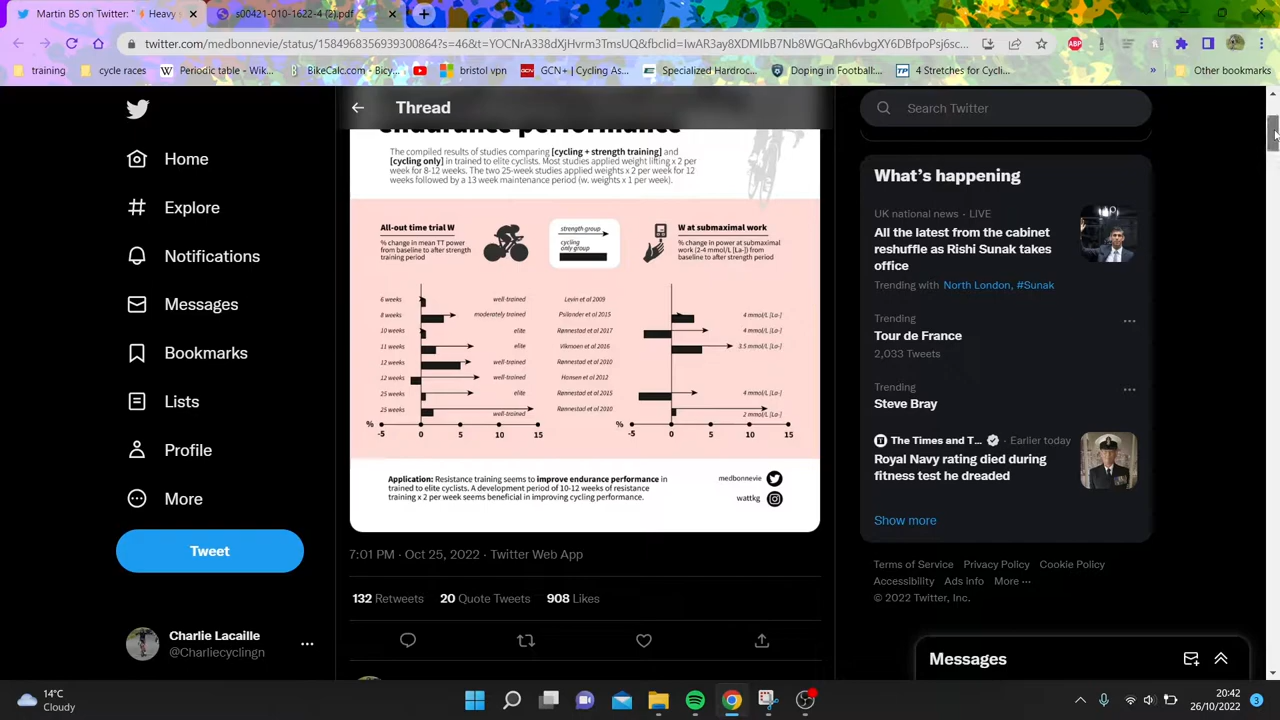 Martin BS on Twitter: "⚡ Heavy
s00421-010-1622-4 (2).pdf
twitter.com/medbonnevie/status/1584968356939300864?s=46&t=YOCNrA338dXjHvrm3TmsUQ&fbclid=IwAR3ay8XDMIbB7Nb8WGQaRh6vbgXY6DBfpoPsj6sc...
training
cycle races
Periodic table - Wik...
BikeCalc.com - Bicy...
bristol vpn
GCN+ | Cycling As...
Specialized Hardroc...
Doping in Football:...
4 Stretches for Cycli...
»
Other bookmarks
Thread
Search Twitter
Home
Explore
Notifications
Messages
Bookmarks
Lists
Profile
More
Tweet
Charlie Lacaille
@Charliecyclingn
endurance performance
The compiled results of studies comparing [cycling + strength training] and
[cycling only] in trained to elite cyclists. Most studies applied weight lifting x 2 per
week for 8-12 weeks. The two 25-week studies applied weights x 2 per week for 12
weeks followed by a 13 week maintenance period (w. weights x 1 per week).
All-out time trial W
% change in mean TT power
from baseline to after strength
training period
strength-group
cycling
only group
W at submaximal work
% change in power at submaximal
work (2-4 mmol/L [La-]) from
baseline to after strength period
6 weeks well-trained Levin et al 2009
8 weeks moderately trained Psilander et al 2015 4 mmol/L [La-]
10 weeks elite Rønnestad et al 2017 4 mmol/L [La-]
11 weeks elite Vikmoen et al 2016 3.5 mmol/L [La-]
12 weeks well-trained Rønnestad et al 2010
12 weeks well-trained Hansen et al 2012
25 weeks elite Rønnestad et al 2015 4 mmol/L [La-]
25 weeks well-trained Rønnestad et al 2010 2 mmol/L [La-]
% -5 0 5 10 15 % -5 0 5 10 15
Application: Resistance training seems to improve endurance performance in
trained to elite cyclists. A development period of 10-12 weeks of resistance
training x 2 per week seems beneficial in improving cycling performance.
medbonnevie
wattkg
7:01 PM · Oct 25, 2022 · Twitter Web App
132 Retweets 20 Quote Tweets 908 Likes
What's happening
UK national news · LIVE
All the latest from the cabinet
reshuffle as Rishi Sunak takes
office
Trending with North London, #Sunak
Trending
Tour de France
2,033 Tweets
Trending
Steve Bray
The Times and T... · Earlier today
Royal Navy rating died during
fitness test he dreaded
Show more
Terms of Service Privacy Policy Cookie Policy
Accessibility Ads info More ···
© 2022 Twitter, Inc.
Messages
14°C
Cloudy
20:42
26/10/2022
3